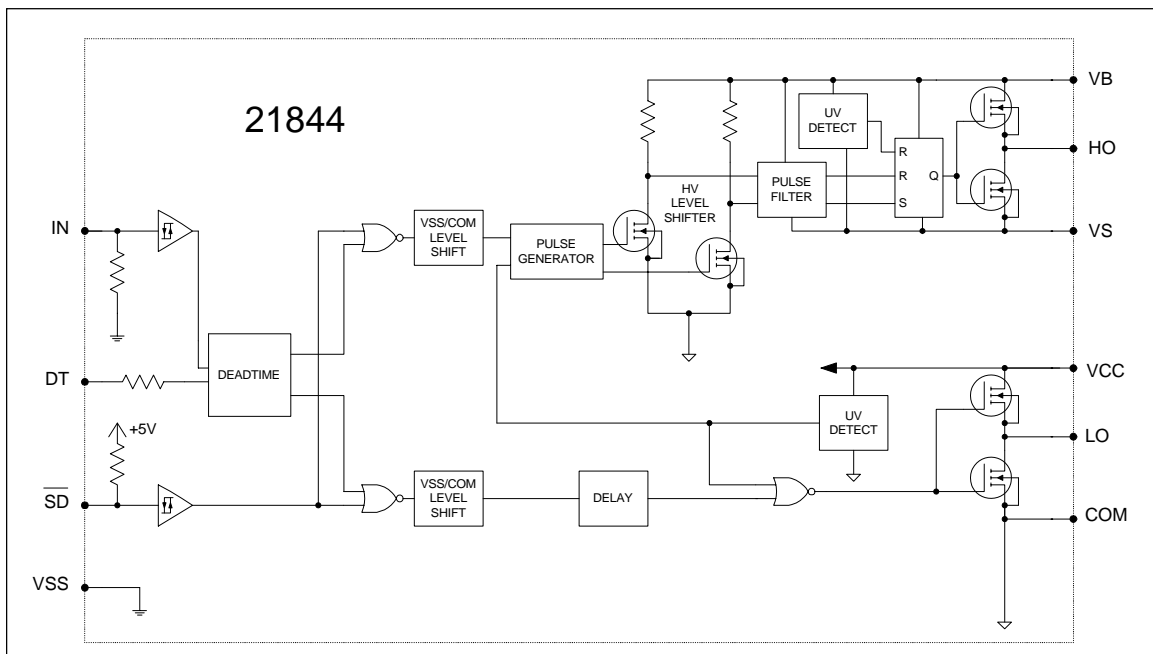 21844
VB
UV
DETECT
R
R
S
Q
HO
PULSE
FILTER
HV
LEVEL
SHIFTER
VS
IN
VSS/COM
LEVEL
SHIFT
PULSE
GENERATOR
DEADTIME
DT
VCC
UV
DETECT
LO
+5V
SD
VSS/COM
LEVEL
SHIFT
DELAY
COM
VSS